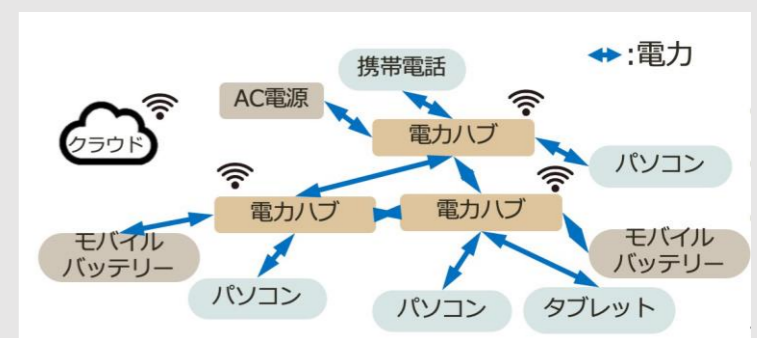 携帯電話
:電力
AC電源
クラウド
電力ハブ
パソコン
電力ハブ
電力ハブ
モバイル
バッテリー
モバイル
バッテリー
パソコン
パソコン
タブレット